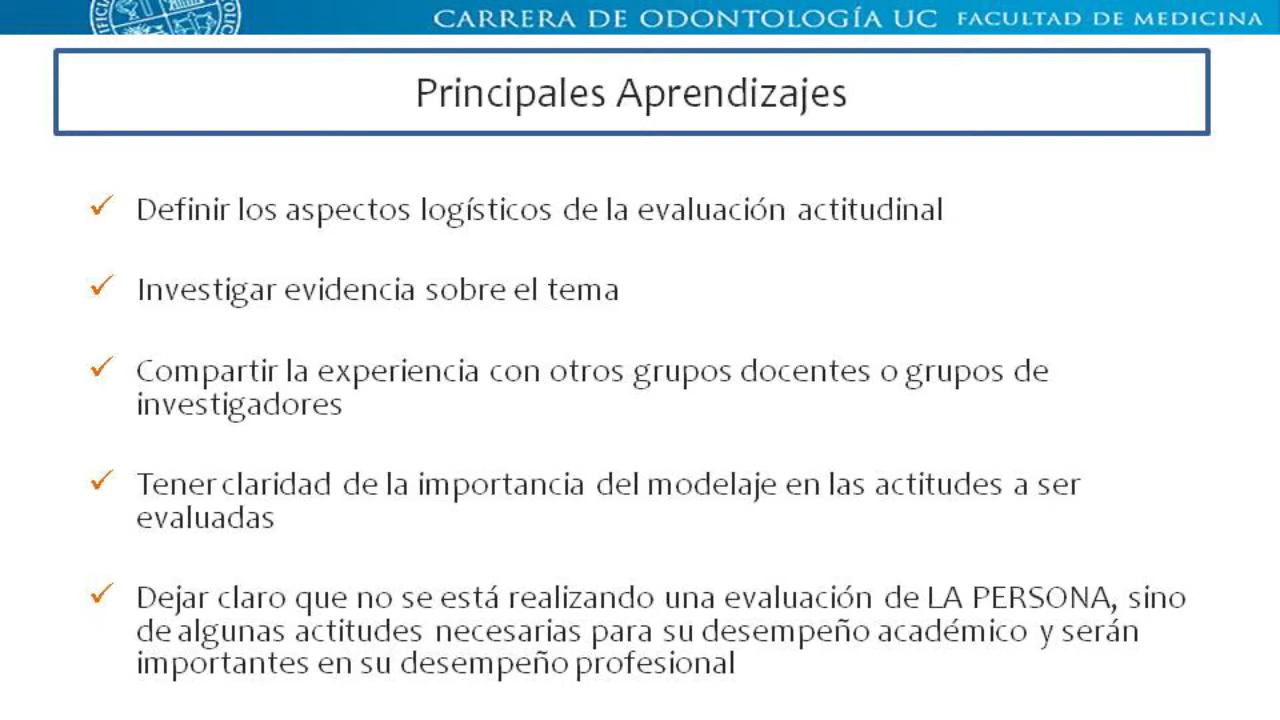 CARRERA DE ODONTOLOGÍA UC FACULTAD DE MEDICINA
Principales Aprendizajes
✓ Definir los aspectos logísticos de la evaluación actitudinal
✓ Investigar evidencia sobre el tema
✓ Compartir la experiencia con otros grupos docentes o grupos de
investigadores
✓ Tener claridad de la importancia del modelaje en las actitudes a ser
evaluadas
✓ Dejar claro que no se está realizando una evaluación de LA PERSONA, sino
de algunas actitudes necesarias para su desempeño académico y serán
importantes en su desempeño profesional